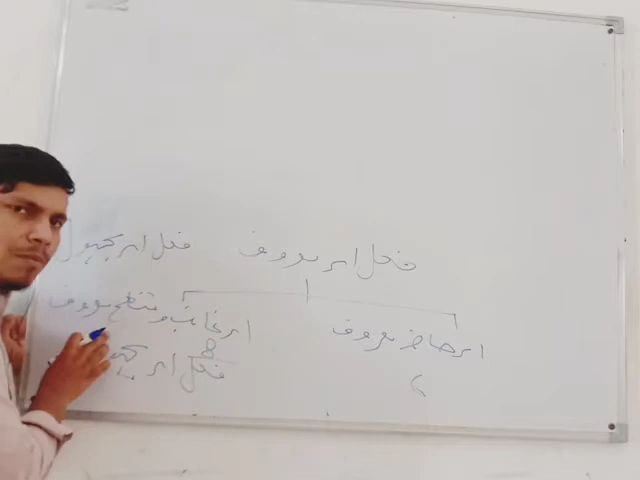 فعل امر معروف فعل امر مجہول
امر حاضر معروف امر غائب و متکلم معروف
فعل امر